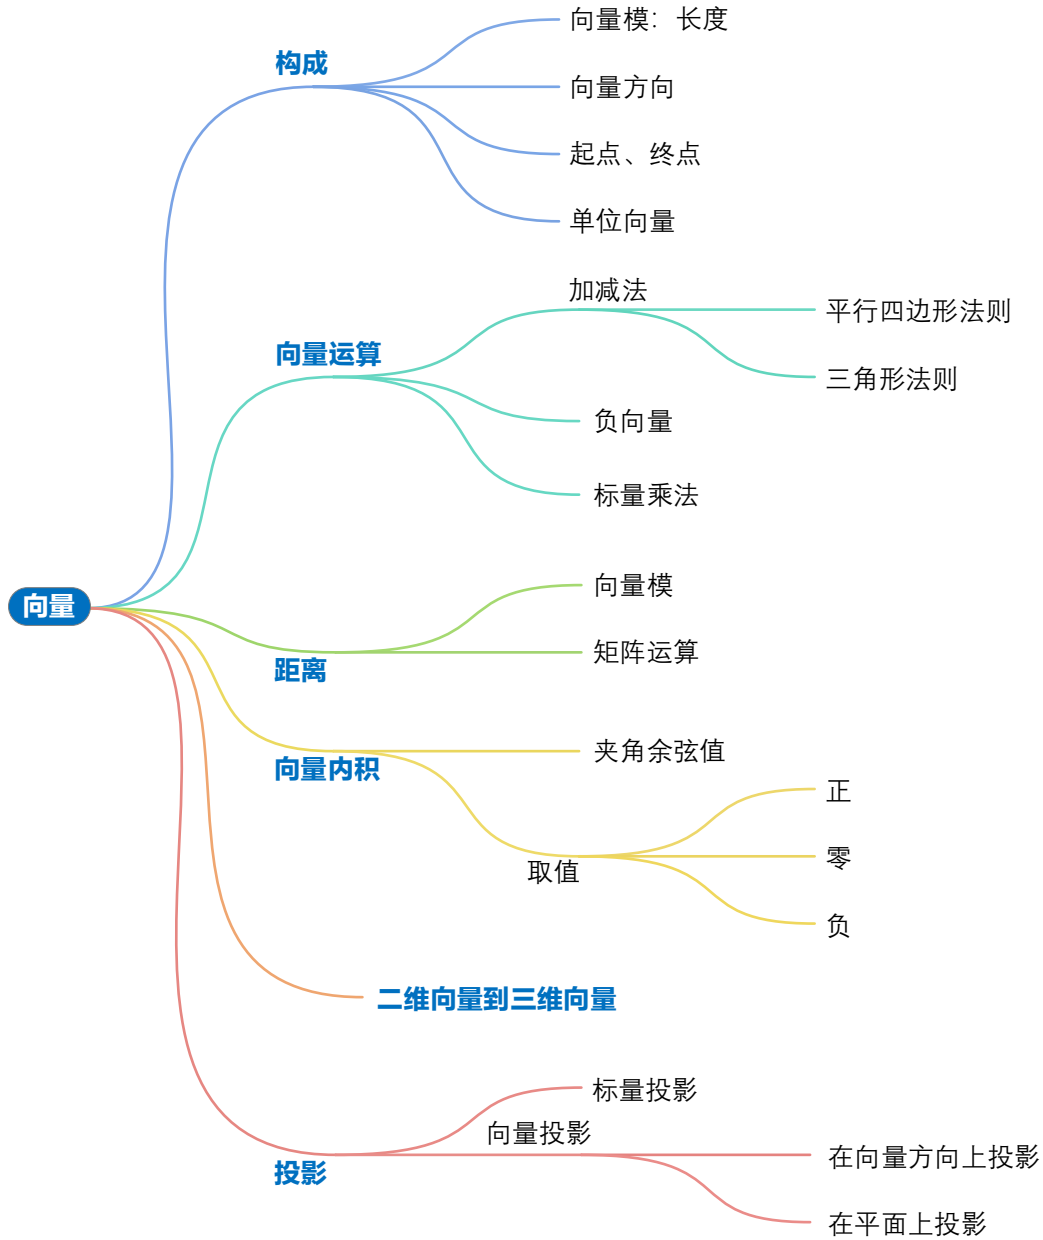 向量
构成
向量模：长度
向量方向
起点、终点
单位向量
向量运算
加减法
平行四边形法则
三角形法则
负向量
标量乘法
距离
向量模
矩阵运算
向量内积
夹角余弦值
取值
正
零
负
二维向量到三维向量
投影
标量投影
向量投影
在向量方向上投影
在平面上投影